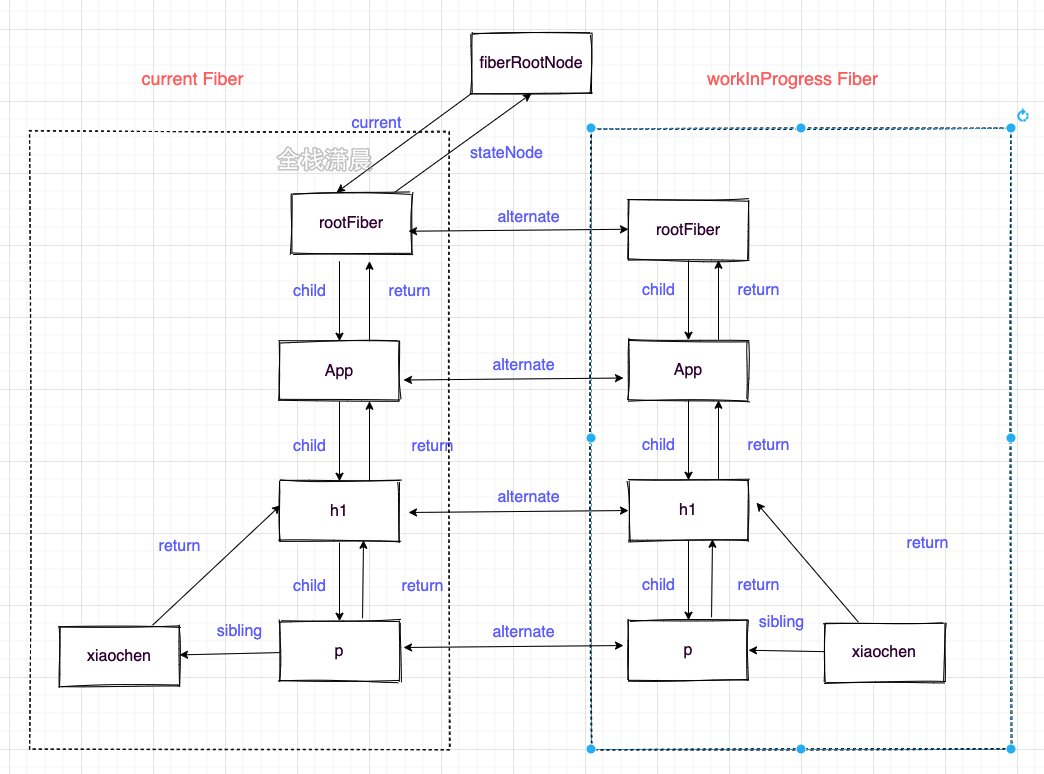 fiberRootNode
current Fiber
workInProgress Fiber
current
全栈潇晨
stateNode
rootFiber
alternate
rootFiber
child
return
child
return
App
alternate
App
child
return
child
return
h1
alternate
h1
return
child
return
child
return
return
xiaochen
sibling
p
alternate
p
sibling
xiaochen